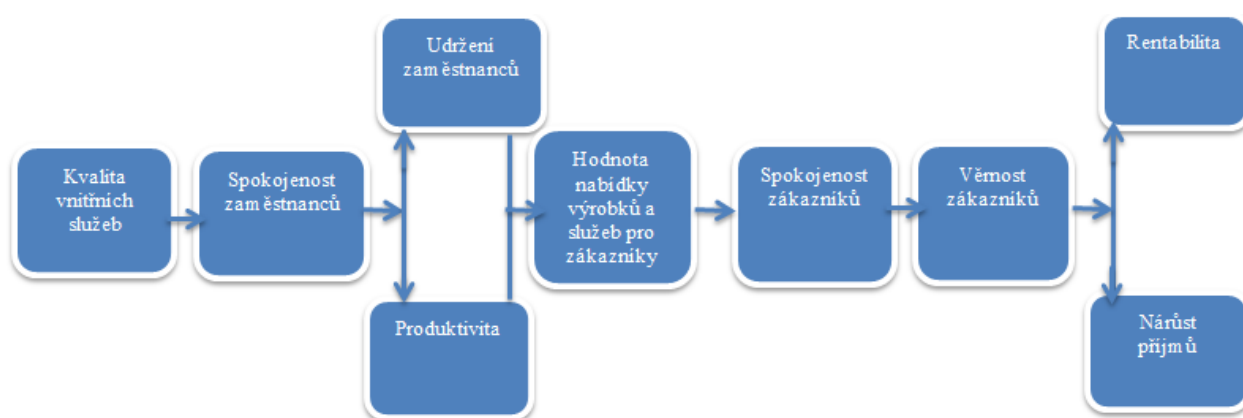 Udržení
zaměstnanců
Rentabilita
Kvalita
vnitřních
služeb
Spokojenost
zaměstnanců
Hodnota
nabídky
výrobků a
služeb pro
zákazníky
Spokojenost
zákazníků
Věrnost
zákazníků
Produktivita
Nárůst
příjmů